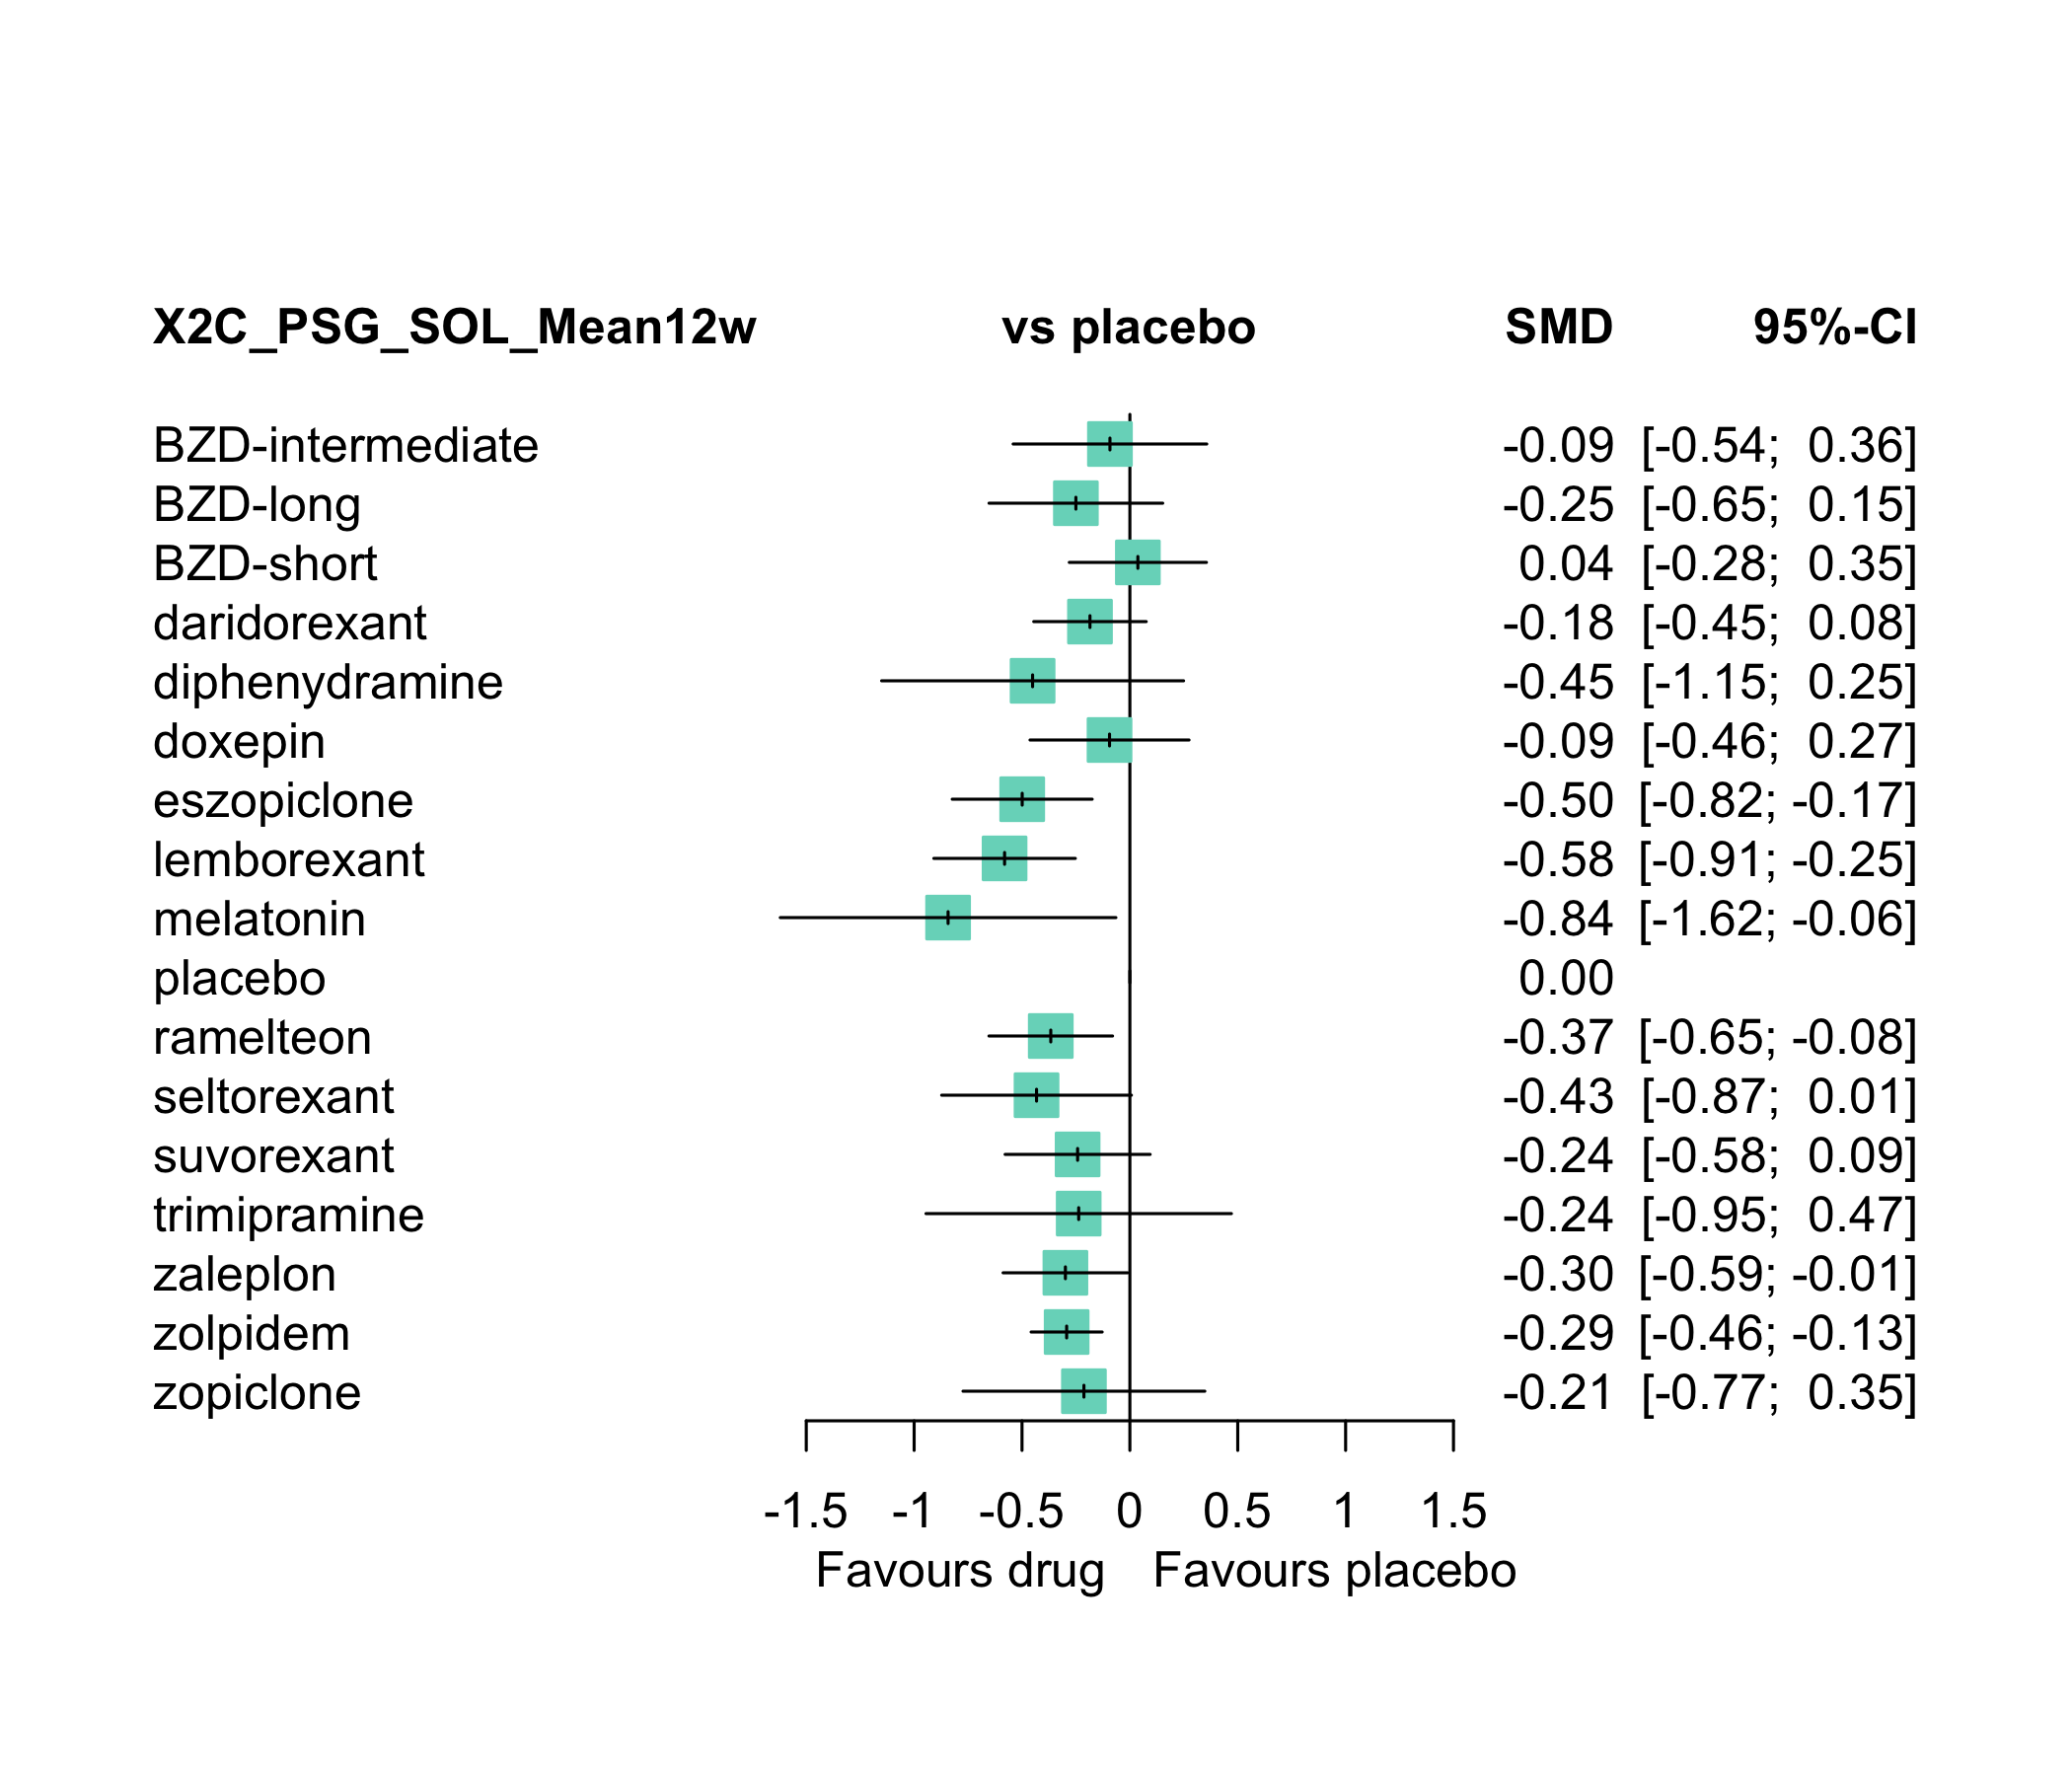 X2C_PSG_SOL_Mean12w vs placebo SMD 95%-CI
BZD-intermediate -0.09 [-0.54; 0.36]
BZD-long -0.25 [-0.65; 0.15]
BZD-short 0.04 [-0.28; 0.35]
daridorexant -0.18 [-0.45; 0.08]
diphenydramine -0.45 [-1.15; 0.25]
doxepin -0.09 [-0.46; 0.27]
eszopiclone -0.50 [-0.82; -0.17]
lemborexant -0.58 [-0.91; -0.25]
melatonin -0.84 [-1.62; -0.06]
placebo 0.00
ramelteon -0.37 [-0.65; -0.08]
seltorexant -0.43 [-0.87; 0.01]
suvorexant -0.24 [-0.58; 0.09]
trimipramine -0.24 [-0.95; 0.47]
zaleplon -0.30 [-0.59; -0.01]
zolpidem -0.29 [-0.46; -0.13]
zopiclone -0.21 [-0.77; 0.35]
-1.5 -1 -0.5 0 0.5 1 1.5
Favours drug Favours placebo